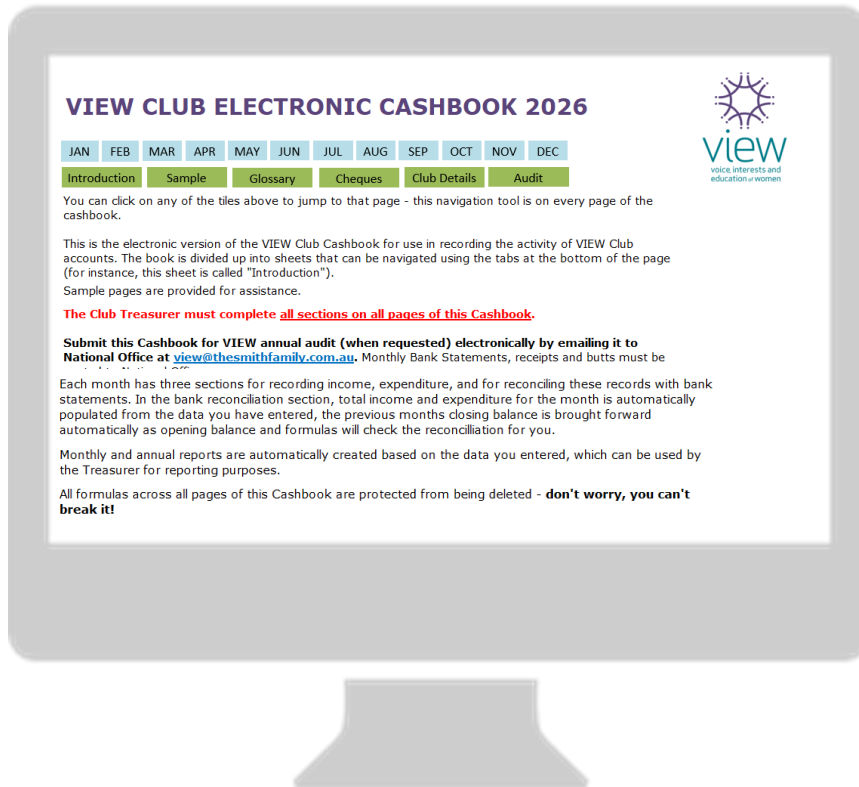 VIEW CLUB ELECTRONIC CASHBOOK 2026
view
voice, interests and
education of women
JAN FEB MAR APR MAY JUN JUL AUG SEP OCT NOV DEC
Introduction Sample Glossary Cheques Club Details Audit
You can click on any of the tiles above to jump to that page - this navigation tool is on every page of the
cashbook.
This is the electronic version of the VIEW Club Cashbook for use in recording the activity of VIEW Club
accounts. The book is divided up into sheets that can be navigated using the tabs at the bottom of the page
(for instance, this sheet is called "Introduction").
Sample pages are provided for assistance.
The Club Treasurer must complete all sections on all pages of this Cashbook.
Submit this Cashbook for VIEW annual audit (when requested) electronically by emailing it to
National Office at view@thesmithfamily.com.au. Monthly Bank Statements, receipts and butts must be
Each month has three sections for recording income, expenditure, and for reconciling these records with bank
statements. In the bank reconciliation section, total income and expenditure for the month is automatically
populated from the data you have entered, the previous months closing balance is brought forward
automatically as opening balance and formulas will check the reconcilliation for you.
Monthly and annual reports are automatically created based on the data you entered, which can be used by
the Treasurer for reporting purposes.
All formulas across all pages of this Cashbook are protected from being deleted - don't worry, you can't
break it!